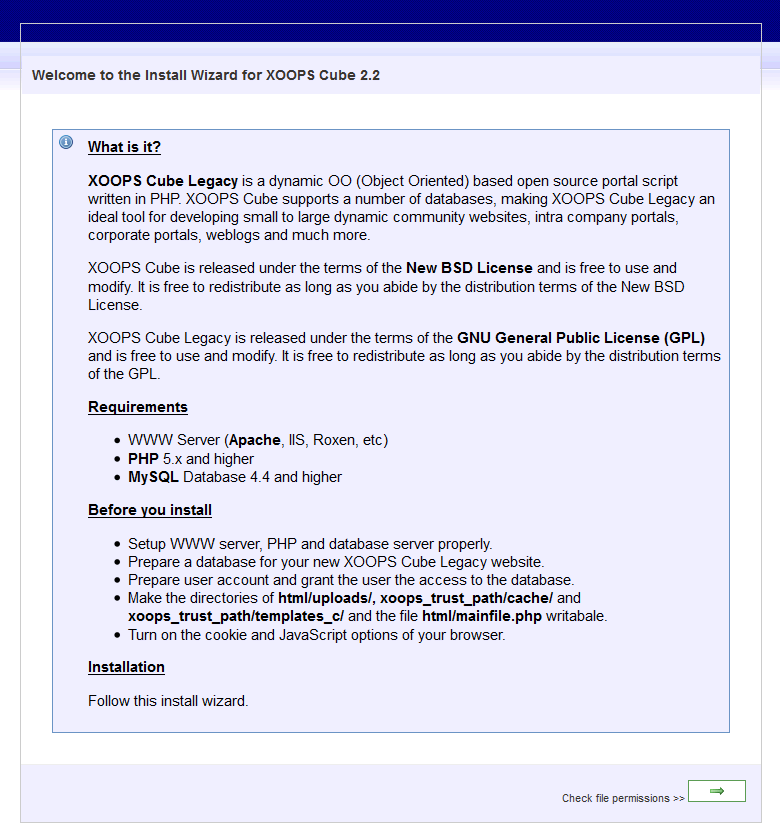 Welcome to the Install Wizard for XOOPS Cube 2.2
What is it?
XOOPS Cube Legacy is a dynamic OO (Object Oriented) based open source portal script
written in PHP. XOOPS Cube supports a number of databases, making XOOPS Cube Legacy an
ideal tool for developing small to large dynamic community websites, intra company portals,
corporate portals, weblogs and much more.
XOOPS Cube is released under the terms of the New BSD License and is free to use and
modify. It is free to redistribute as long as you abide by the distribution terms of the New BSD
License.
XOOPS Cube Legacy is released under the terms of the GNU General Public License (GPL)
and is free to use and modify. It is free to redistribute as long as you abide by the distribution terms
of the GPL.
Requirements
• WWW Server (Apache, IIS, Roxen, etc)
• PHP 5.x and higher
• MySQL Database 4.4 and higher
Before you install
• Setup WWW server, PHP and database server properly.
• Prepare a database for your new XOOPS Cube Legacy website.
• Prepare user account and grant the user the access to the database.
• Make the directories of html/uploads/, xoops_trust_path/cache/ and
xoops_trust_path/templates_c/ and the file html/mainfile.php writabale.
• Turn on the cookie and JavaScript options of your browser.
Installation
Follow this install wizard.
Check file permissions >>